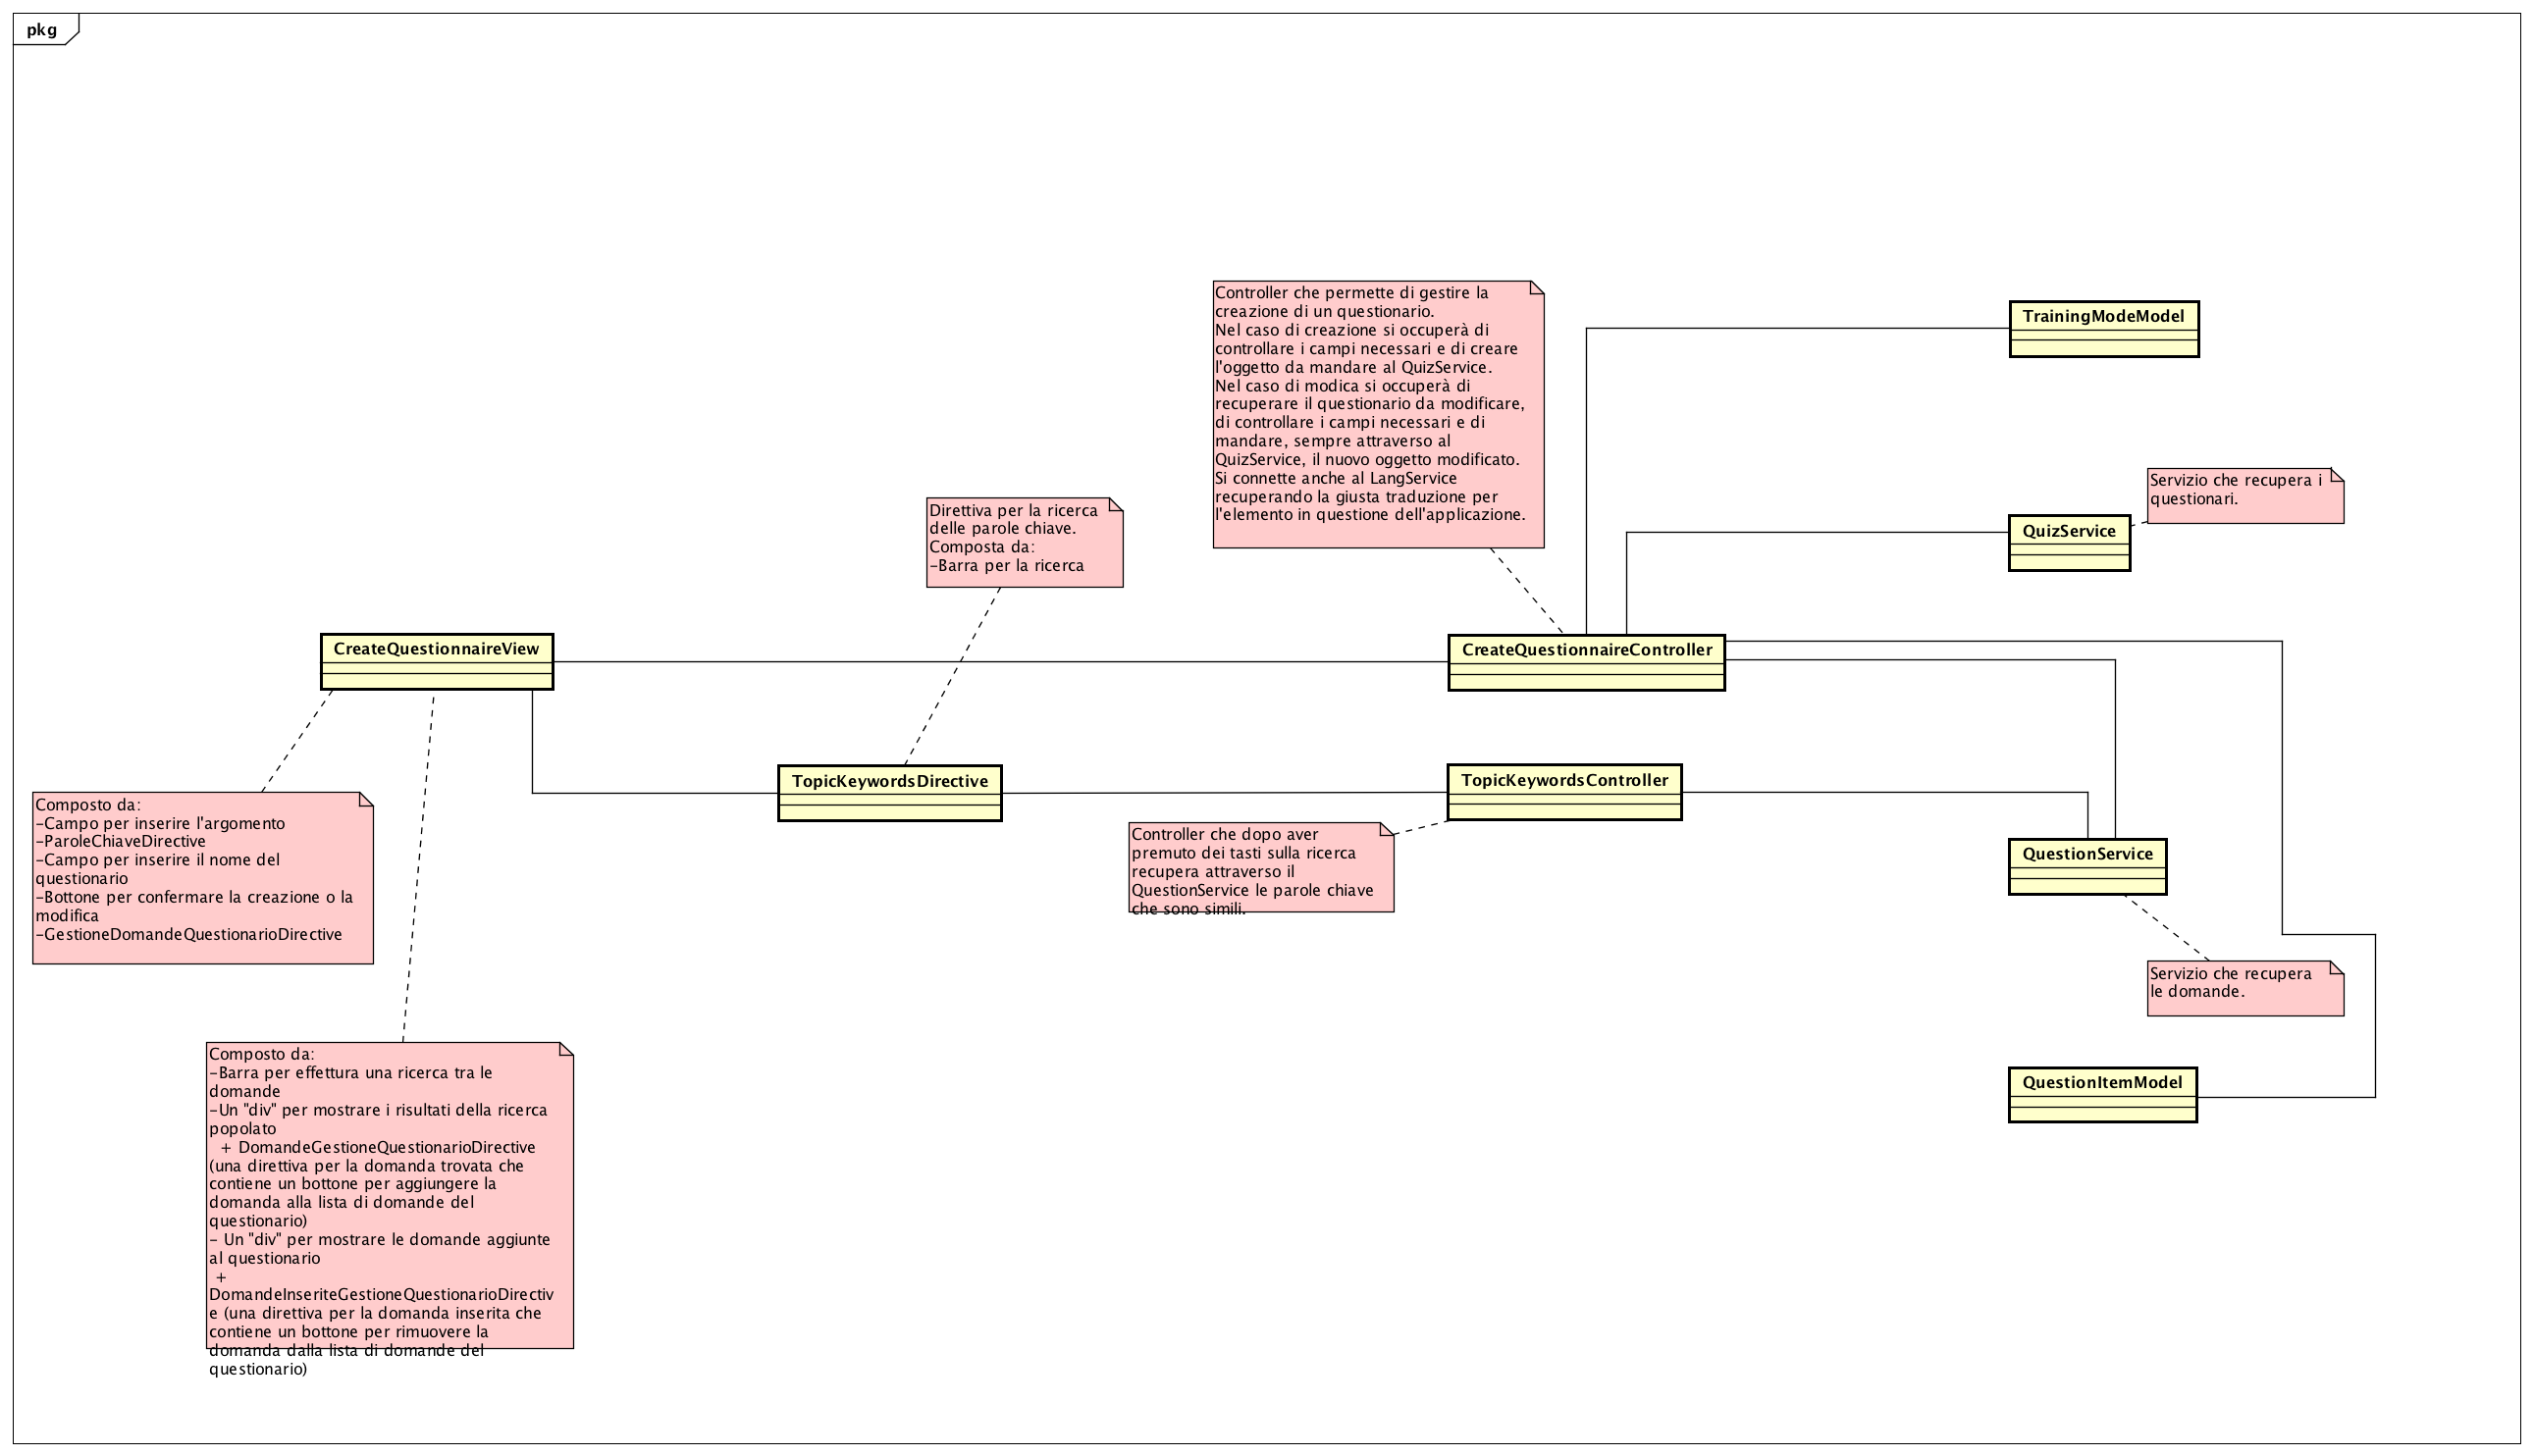 pkg
Controller che permette di gestire la
creazione di un questionario.
Nel caso di creazione si occuperà di
controllare i campi necessari e di creare
l'oggetto da mandare al QuizService.
Nel caso di modica si occuperà di
recuperare il questionario da modificare,
di controllare i campi necessari e di
mandare, sempre attraverso al
QuizService, il nuovo oggetto modificato.
Si connette anche al LangService
recuperando la giusta traduzione per
l'elemento in questione dell'applicazione.
TrainingModeModel
Servizio che recupera i
questionari.
QuizService
Direttiva per la ricerca
delle parole chiave.
Composta da:
-Barra per la ricerca
CreateQuestionnaireView
CreateQuestionnaireController
TopicKeywordsDirective
TopicKeywordsController
Composto da:
-Campo per inserire l'argomento
-ParoleChiaveDirective
-Campo per inserire il nome del
questionario
-Bottone per confermare la creazione o la
modifica
-GestioneDomandeQuestionarioDirective
Controller che dopo aver
premuto dei tasti sulla ricerca
recupera attraverso il
QuestionService le parole chiave
che sono simili.
QuestionService
Servizio che recupera
le domande.
QuestionItemModel
Composto da:
-Barra per effettura una ricerca tra le
domande
-Un "div" per mostrare i risultati della ricerca
popolato
+ DomandeGestioneQuestionarioDirective
(una direttiva per la domanda trovata che
contiene un bottone per aggiungere la
domanda alla lista di domande del
questionario)
- Un "div" per mostrare le domande aggiunte
al questionario
+
DomandeInseriteGestioneQuestionarioDirectiv
e (una direttiva per la domanda inserita che
contiene un bottone per rimuovere la
domanda dalla lista di domande del
questionario)